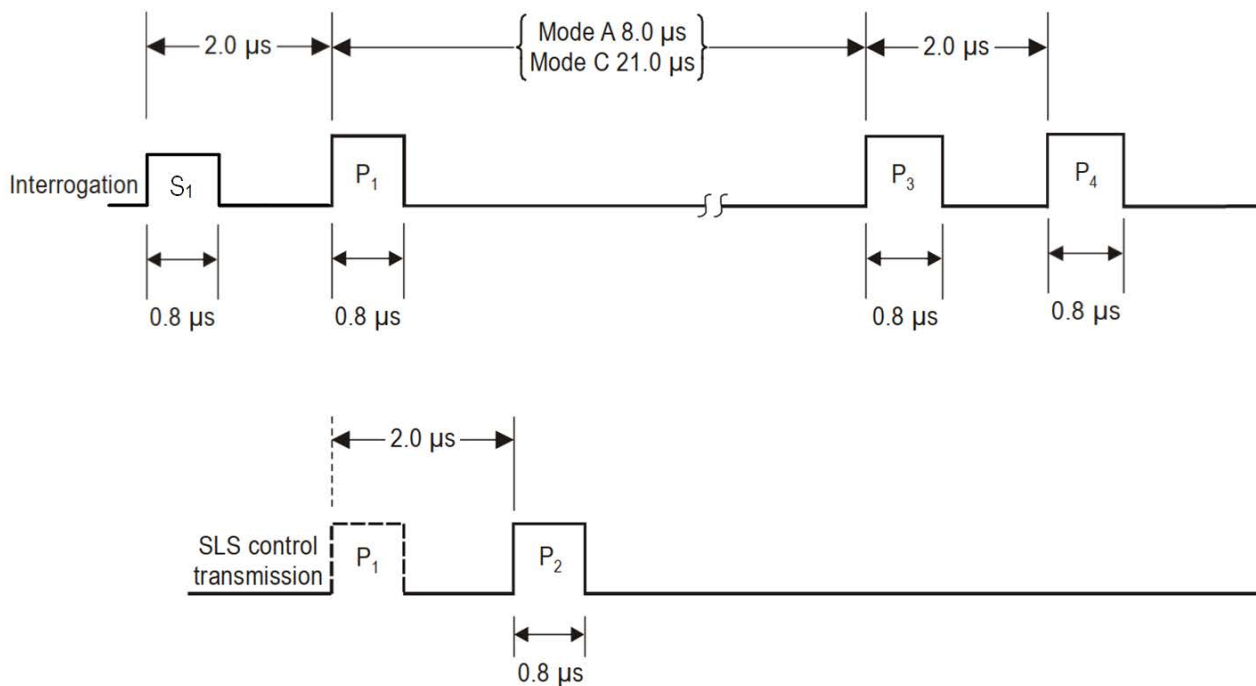 2.0 µs
Mode A 8.0 µs
Mode C 21.0 µs
2.0 µs
Interrogation
S1
P1
P3
P4
0.8 µs
0.8 µs
0.8 µs
0.8 µs
2.0 µs
SLS control
transmission
P1
P2
0.8 µs